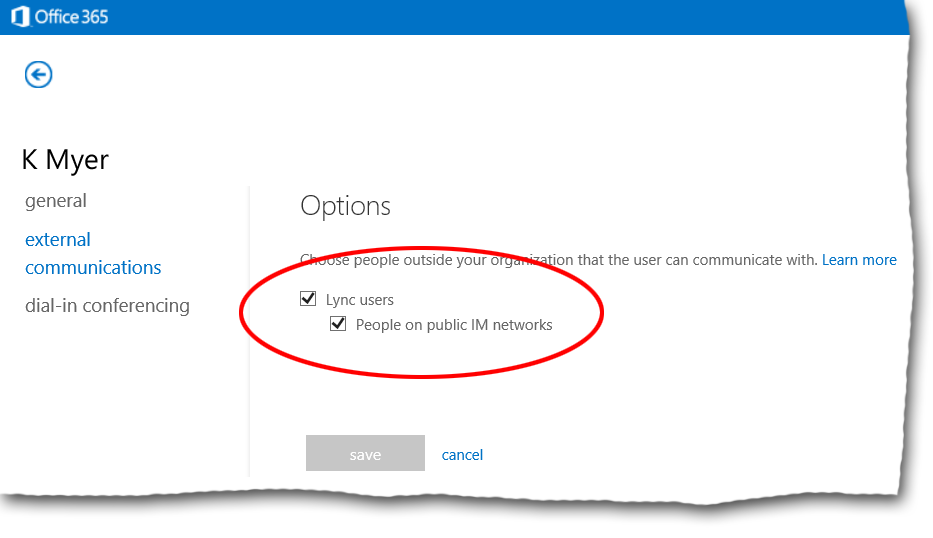 Office 365
K Myer
general
external
communications
dial-in conferencing
Options
Choose people outside your organization that the user can communicate with. Learn more
Lync users
People on public IM networks
save
cancel